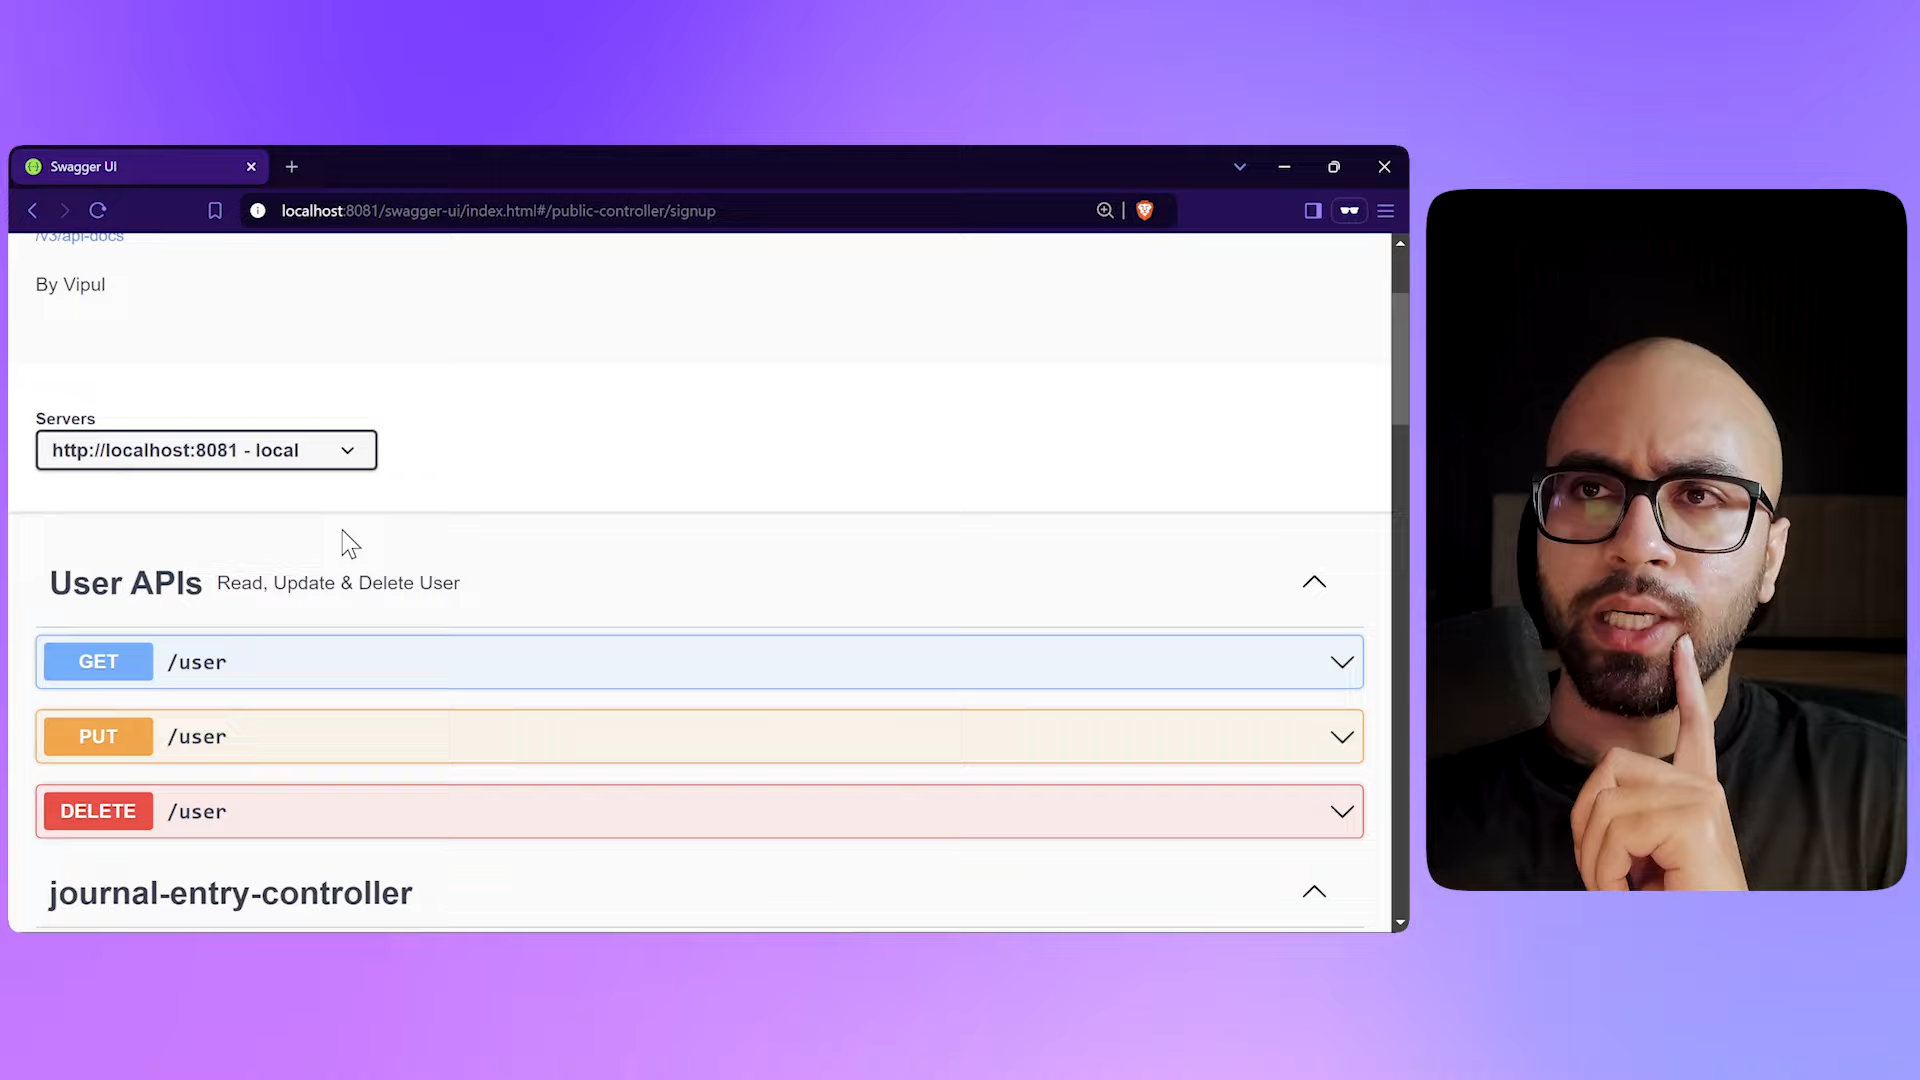 Swagger UI
localhost:8081/swagger-ui/index.html#/public-controller/signup
/v3/api-docs
By Vipul
Servers
http://localhost:8081 - local
User APIs Read, Update & Delete User
GET /user
PUT /user
DELETE /user
journal-entry-controller